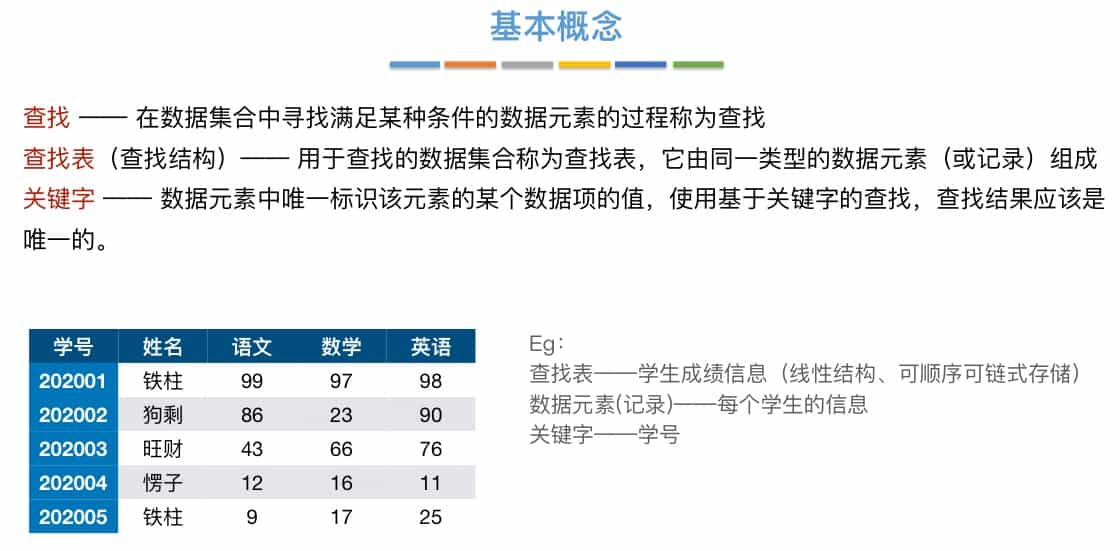 基本概念
查找 —— 在数据集合中寻找满足某种条件的数据元素的过程称为查找
查找表（查找结构）—— 用于查找的数据集合称为查找表，它由同一类型的数据元素（或记录）组成
关键字 —— 数据元素中唯一标识该元素的某个数据项的值，使用基于关键字的查找，查找结果应该是
唯一的。
学号 姓名 语文 数学 英语
202001 铁柱 99 97 98
202002 狗剩 86 23 90
202003 旺财 43 66 76
202004 愣子 12 16 11
202005 铁柱 9 17 25
Eg：
查找表——学生成绩信息（线性结构、可顺序可链式存储）
数据元素(记录)——每个学生的信息
关键字——学号